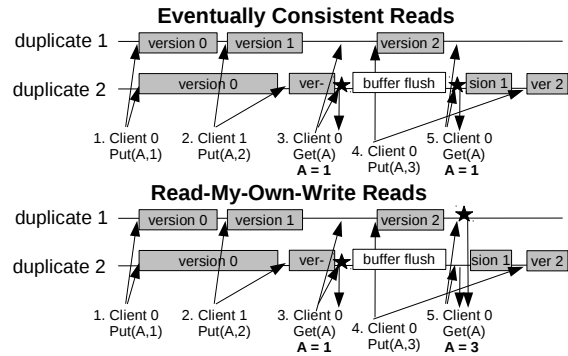 Eventually Consistent Reads
duplicate 1
version 0
version 1
version 2
duplicate 2
version 0
ver-
buffer flush
sion 1
ver 2
1. Client 0
Put(A,1)
2. Client 1
Put(A,2)
3. Client 0
Get(A)
A = 1
4. Client 0
Put(A,3)
5. Client 0
Get(A)
A = 1
Read-My-Own-Write Reads
duplicate 1
version 0
version 1
version 2
duplicate 2
version 0
ver-
buffer flush
sion 1
ver 2
1. Client 0
Put(A,1)
2. Client 1
Put(A,2)
3. Client 0
Get(A)
A = 1
4. Client 0
Put(A,3)
5. Client 0
Get(A)
A = 3